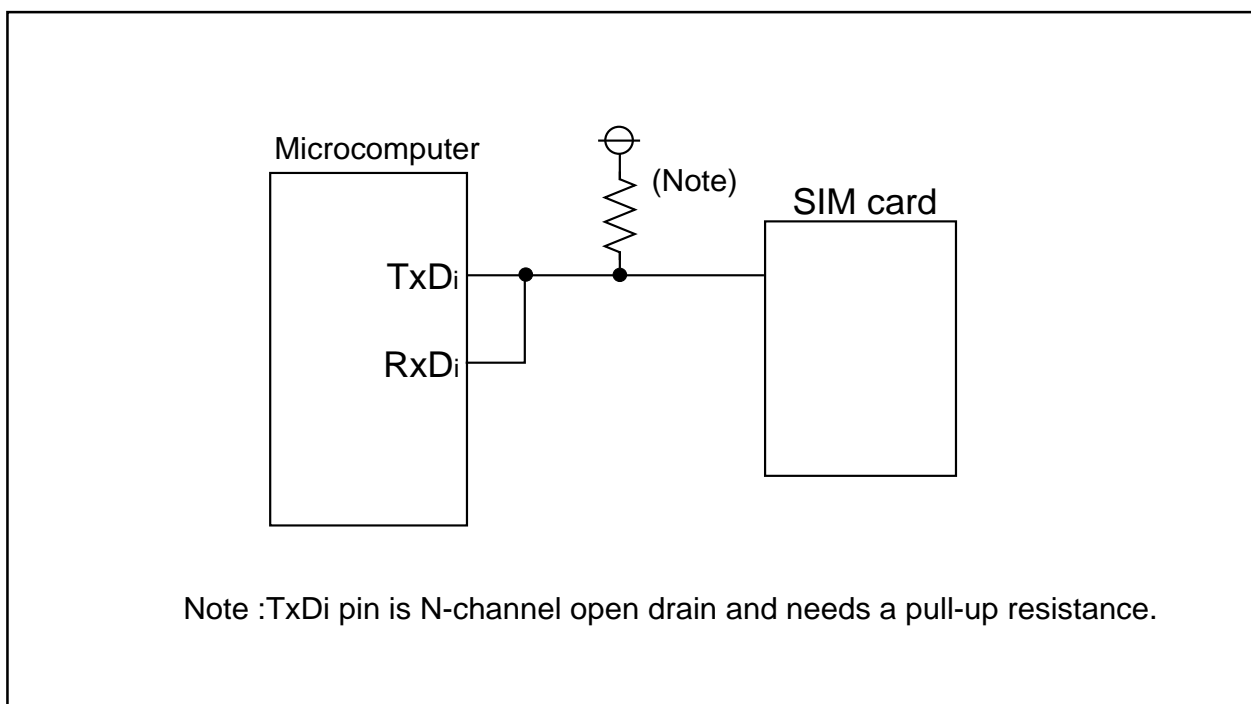 Microcomputer
(Note)
SIM card
TxDi
RxDi
Note :TxDi pin is N-channel open drain and needs a pull-up resistance.